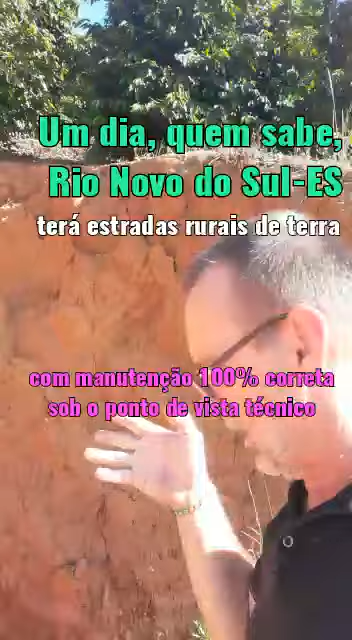 Um dia, quem sabe,
Rio Novo do Sul-ES
terá estradas rurais de terra
com manutenção 100% correta
sob o ponto de vista técnico